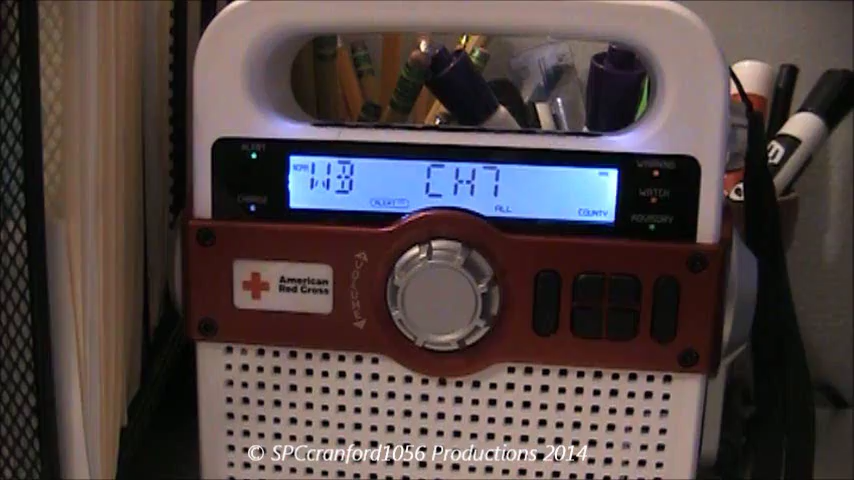 ALERT
WARNING
NOAA WB CH7
WATCH
CHARGE
ALERT
ALL
COUNTY
ADVISORY
American
Red Cross
VOLUME
© SPCcranford1056 Productions 2014